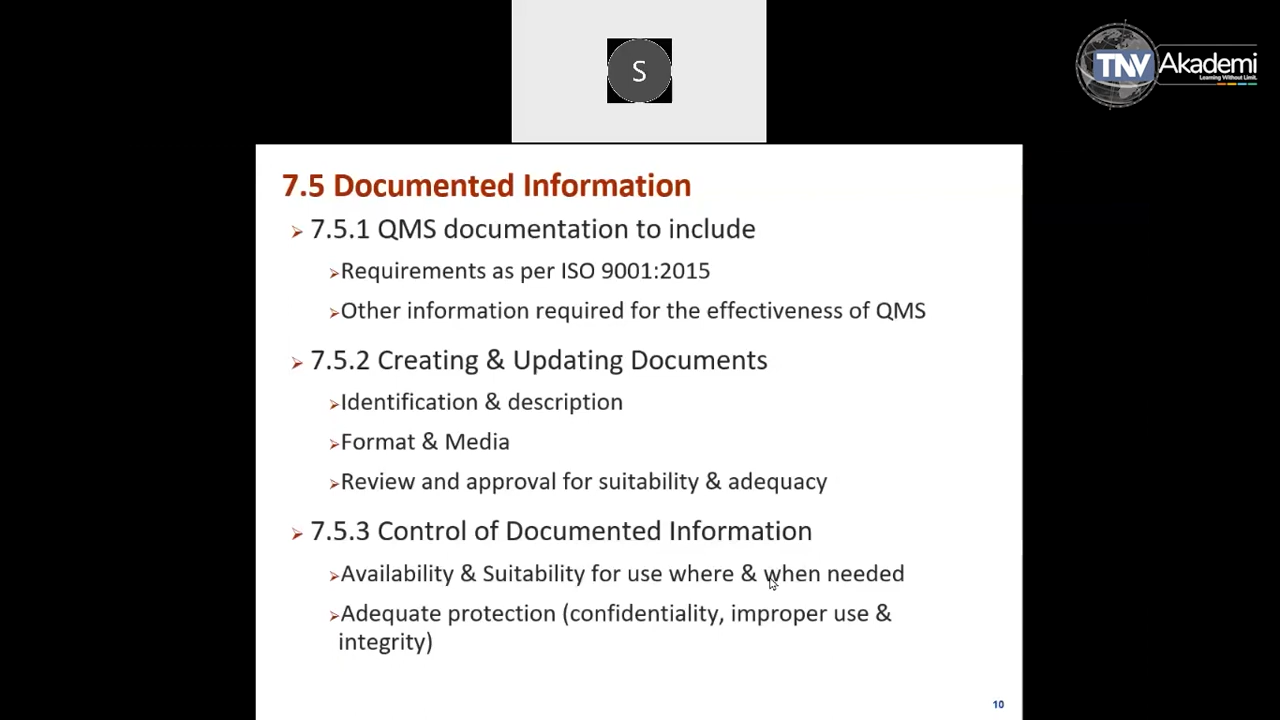 S
TNV Akademi
Learning Without Limit.
7.5 Documented Information
➢ 7.5.1 QMS documentation to include
➢Requirements as per ISO 9001:2015
➢Other information required for the effectiveness of QMS
➢ 7.5.2 Creating & Updating Documents
➢Identification & description
➢Format & Media
➢Review and approval for suitability & adequacy
➢ 7.5.3 Control of Documented Information
➢Availability & Suitability for use where & when needed
➢Adequate protection (confidentiality, improper use &
integrity)
10